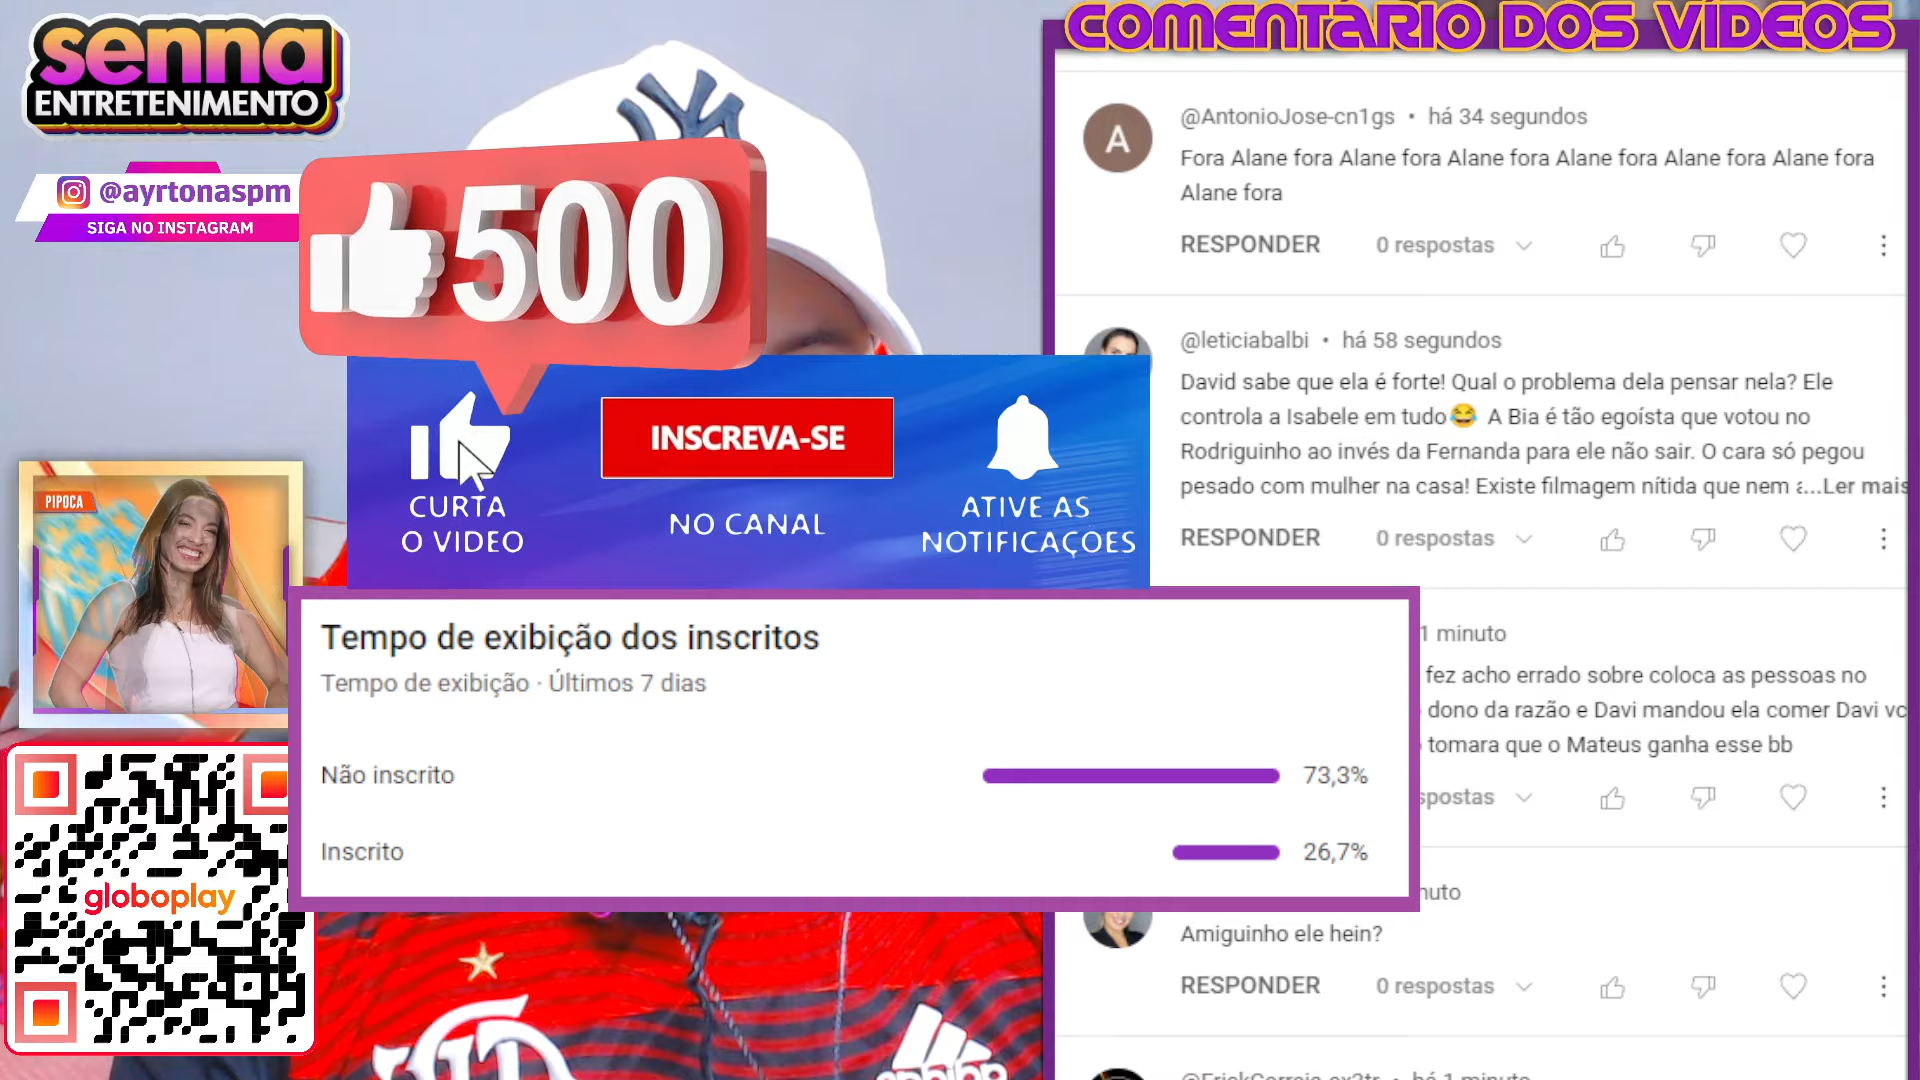 senna
ENTRETENIMENTO
@ayrtonaspm
SIGA NO INSTAGRAM
500
CURTA
O VIDEO
INSCREVA-SE
NO CANAL
ATIVE AS
NOTIFICAÇOES
PIPOCA
globoplay
Tempo de exibição dos inscritos
Tempo de exibição · Últimos 7 dias
Não inscrito 73,3%
Inscrito 26,7%
COMENTÁRIO DOS VÍDEOS
A
@AntonioJose-cn1gs • há 34 segundos
Fora Alane fora Alane fora Alane fora Alane fora Alane fora Alane fora
Alane fora
RESPONDER 0 respostas
@leticiabalbi • há 58 segundos
David sabe que ela é forte! Qual o problema dela pensar nela? Ele
controla a Isabele em tudo😂 A Bia é tão egoísta que votou no
Rodriguinho ao invés da Fernanda para ele não sair. O cara só pegou
pesado com mulher na casa! Existe filmagem nítida que nem ...Ler mais
RESPONDER 0 respostas
1 minuto
fez acho errado sobre coloca as pessoas no
dono da razão e Davi mandou ela comer Davi vc
tomara que o Mateus ganha esse bb
Amiguinho ele hein?
RESPONDER 0 respostas
há 1 minuto
adidas